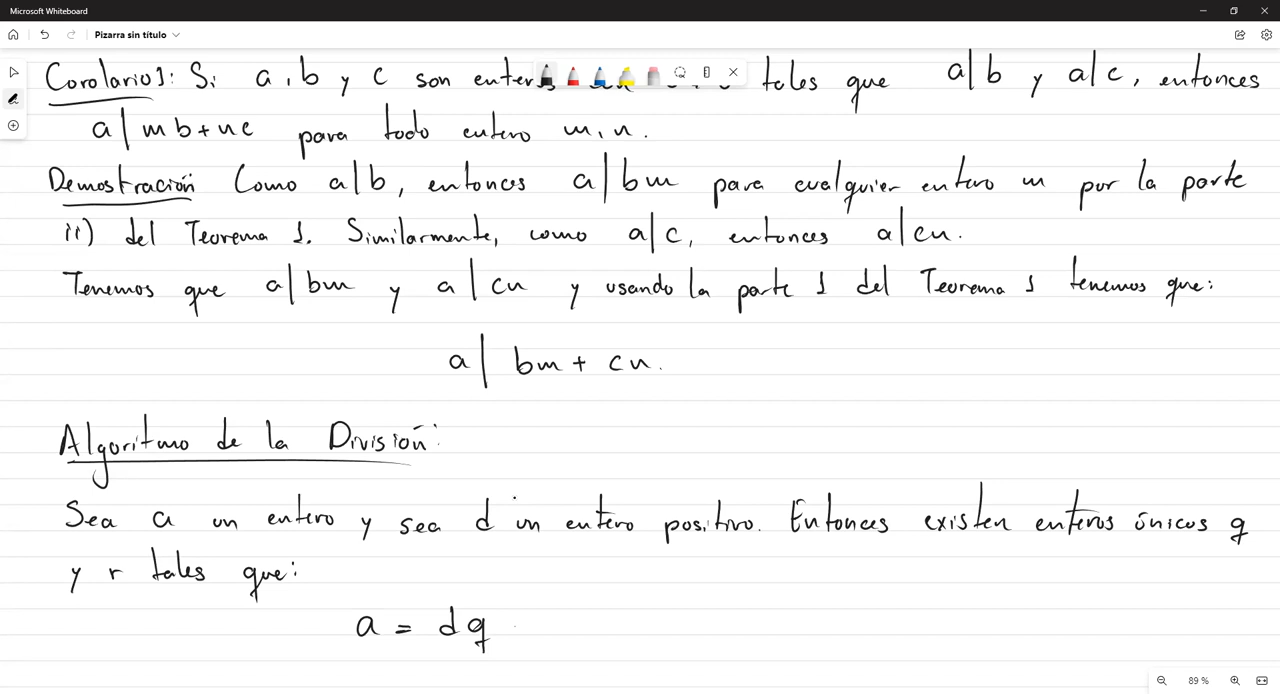 Microsoft Whiteboard
Pizarra sin título
Corolario 1: Si a, b y c son enteros tales que a|b y a|c, entonces
a | mb+nc para todo entero m, n.
Demostración Como a|b, entonces a|bm para cualquier entero m por la parte
ii) del Teorema 1. Similarmente, como a|c, entonces a|cn.
Tenemos que a|bm y a|cn y usando la parte 1 del Teorema 1 tenemos que:
a | bm + cn.
Algoritmo de la División:
Sea a un entero y sea d un entero positivo. Entonces existen enteros únicos q
y r tales que:
a = dq
89 %